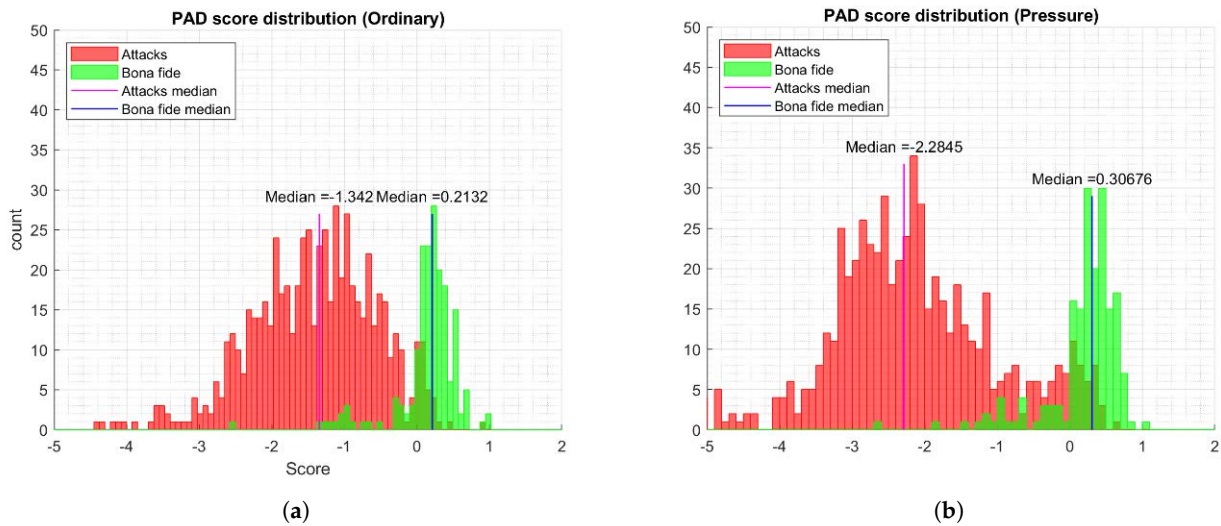 PAD score distribution (Ordinary)
50
45
40
35
30
25
20
15
10
5
0
count
Attacks
Bona fide
Attacks median
Bona fide median
Median =-1.342 Median =0.2132
-5 -4 -3 -2 -1 0 1 2
Score
(a)
PAD score distribution (Pressure)
50
45
40
35
30
25
20
15
10
5
0
Attacks
Bona fide
Attacks median
Bona fide median
Median =-2.2845
Median =0.30676
-5 -4 -3 -2 -1 0 1 2
(b)